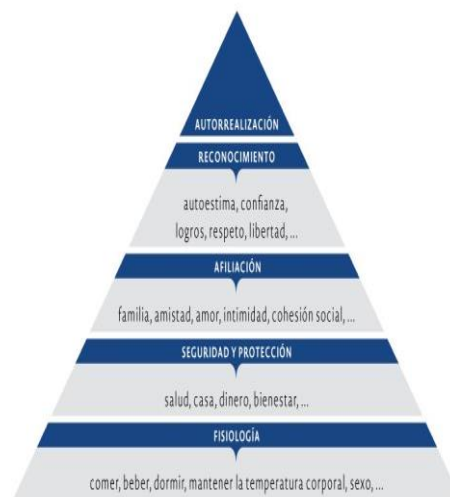 AUTORREALIZACIÓN
RECONOCIMIENTO
autoestima, confianza,
logros, respeto, libertad, ...
AFILIACIÓN
familia, amistad, amor, intimidad, cohesión social, ...
SEGURIDAD Y PROTECCIÓN
salud, casa, dinero, bienestar, ...
FISIOLOGÍA
comer, beber, dormir, mantener la temperatura corporal, sexo, ...